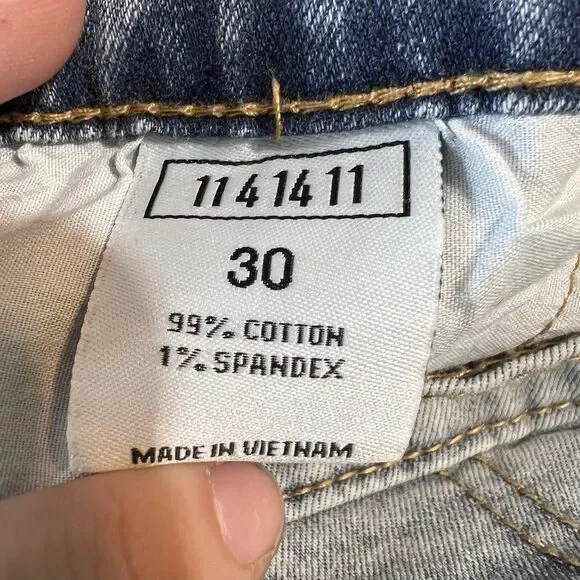 11 4 14 11
30
99% COTTON
1% SPANDEX
MADE IN VIETNAM